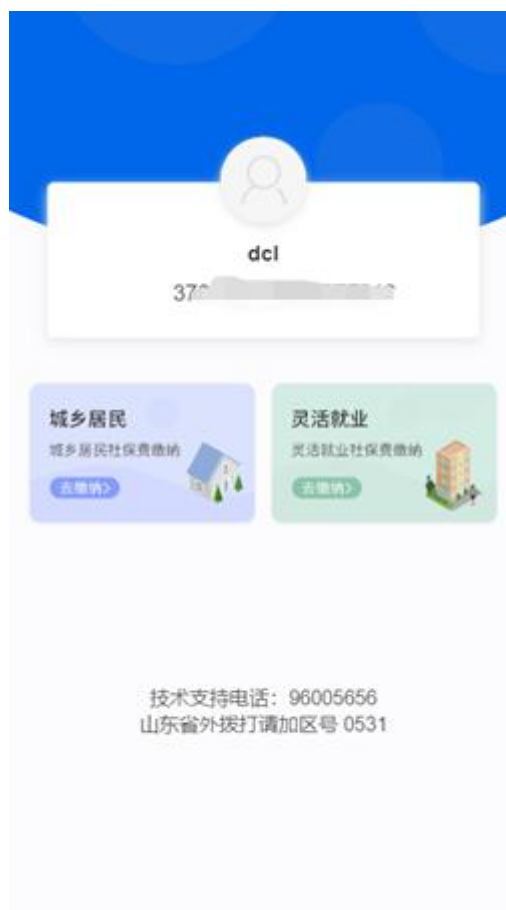 dcl
37
城乡居民
城乡居民社保费缴纳
去缴纳>
灵活就业
灵活就业社保费缴纳
去缴纳>
技术支持电话：96005656
山东省外拨打请加区号 0531